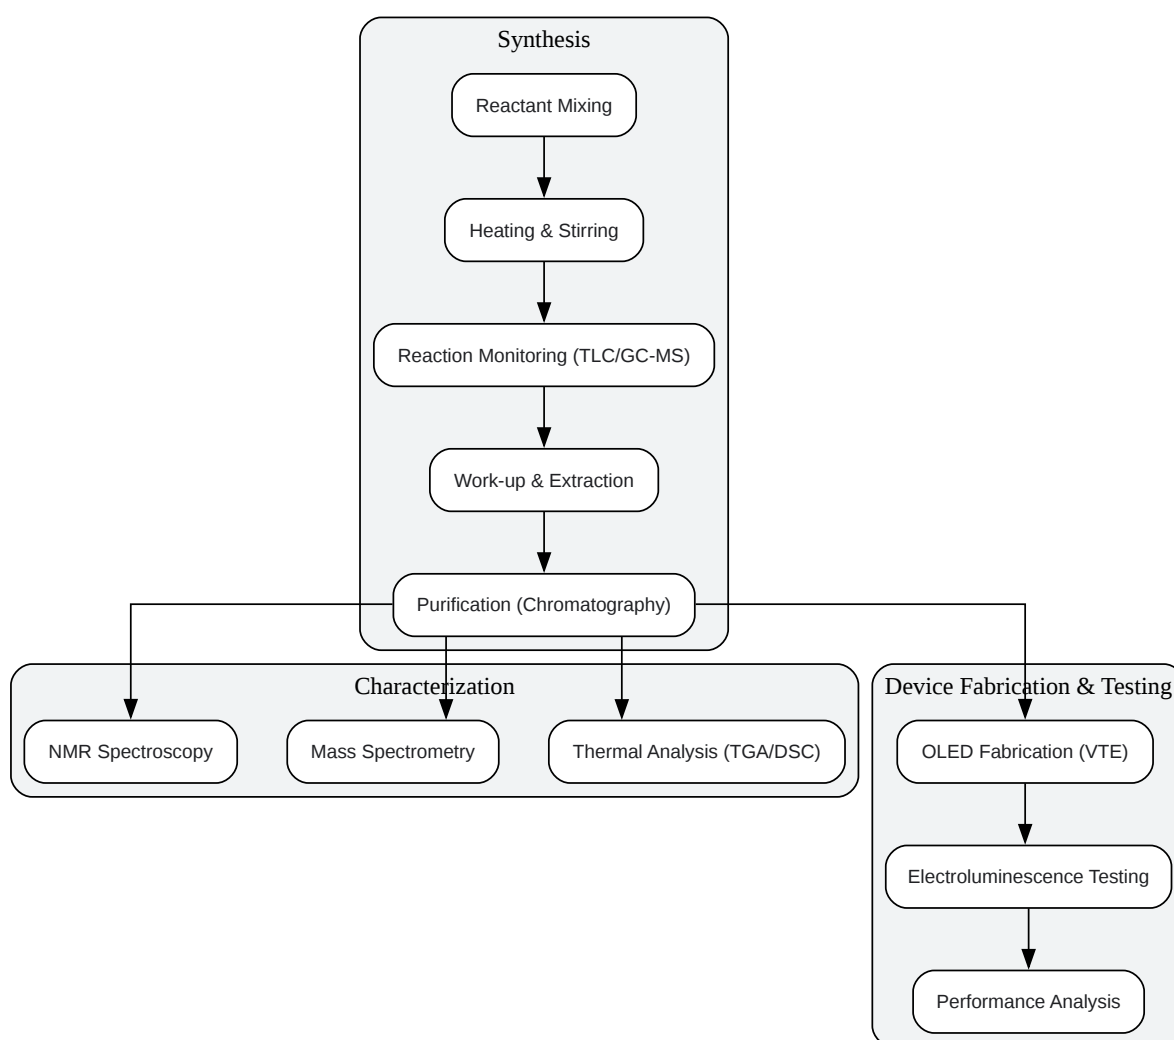 Synthesis
Reactant Mixing
Heating & Stirring
Reaction Monitoring (TLC/GC-MS)
Work-up & Extraction
Purification (Chromatography)
Characterization
NMR Spectroscopy
Mass Spectrometry
Thermal Analysis (TGA/DSC)
Device Fabrication & Testing
OLED Fabrication (VTE)
Electroluminescence Testing
Performance Analysis